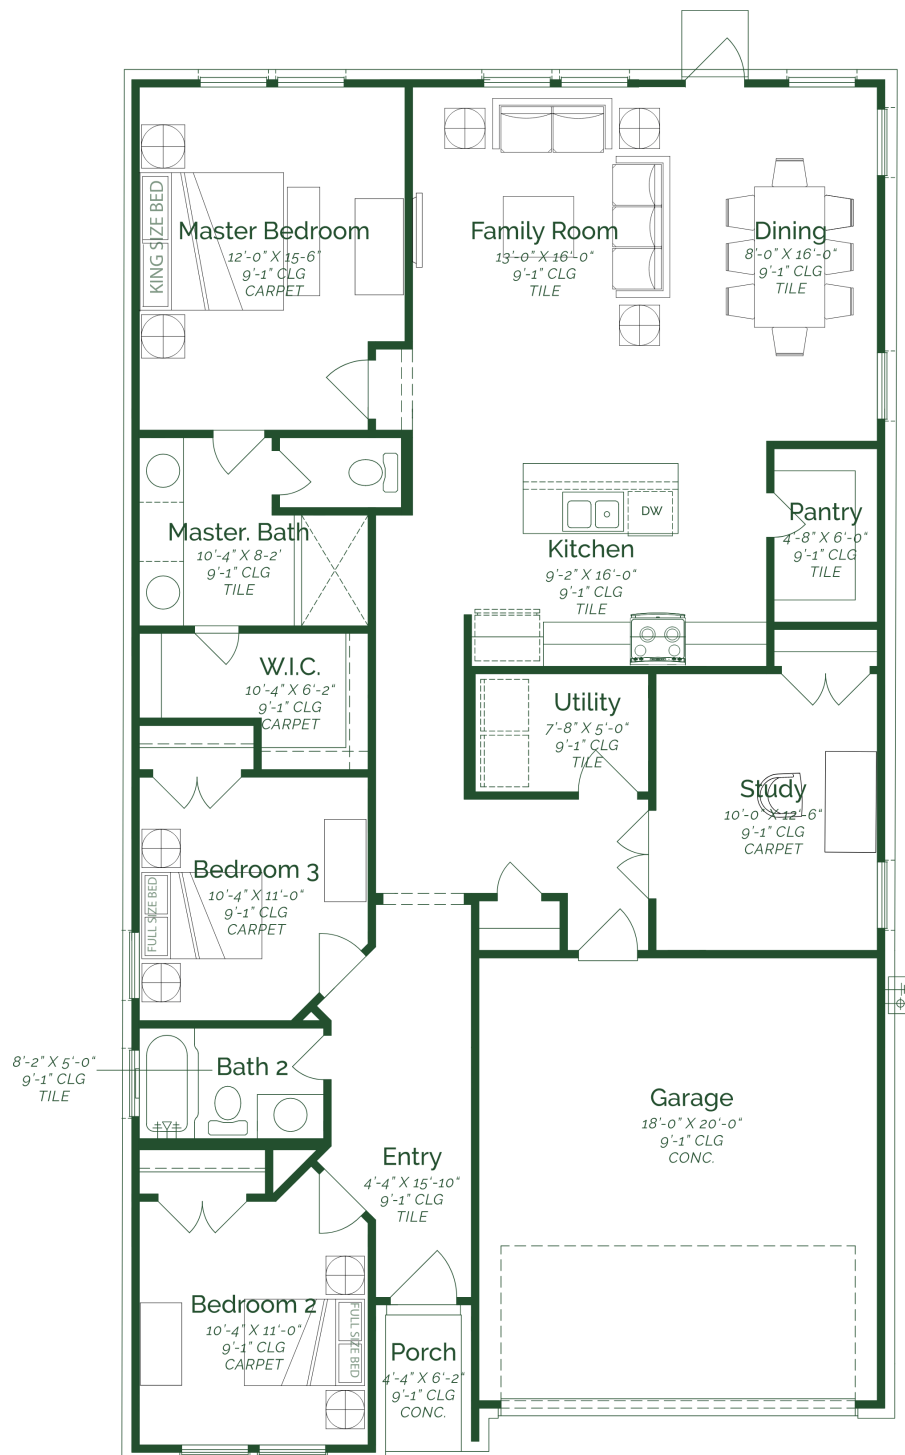 KING SIZE BED
Master Bedroom
12'-0" X 15-6"
9'-1" CLG
CARPET
Family Room
13'-0" X 16'-0"
9'-1" CLG
TILE
Dining
8'-0" X 16'-0"
9'-1" CLG
TILE
Master. Bath
10'-4" X 8-2'
9'-1" CLG
TILE
DW
Kitchen
9'-2" X 16'-0"
9'-1" CLG
TILE
Pantry
4'-8" X 6'-0"
9'-1" CLG
TILE
W.I.C.
10'-4" X 6'-2"
9'-1" CLG
CARPET
Utility
7'-8" X 5'-0"
9'-1" CLG
TILE
Study
10'-0" X 12'-6"
9'-1" CLG
CARPET
Bedroom 3
10'-4" X 11'-0"
9'-1" CLG
CARPET
FULL SIZE BED
8'-2" X 5'-0"
9'-1" CLG
TILE
Bath 2
Garage
18'-0" X 20'-0"
9'-1" CLG
CONC.
Entry
4'-4" X 15'-10"
9'-1" CLG
TILE
Bedroom 2
10'-4" X 11'-0"
9'-1" CLG
CARPET
FULL SIZE BED
Porch
4'-4" X 6'-2"
9'-1" CLG
CONC.